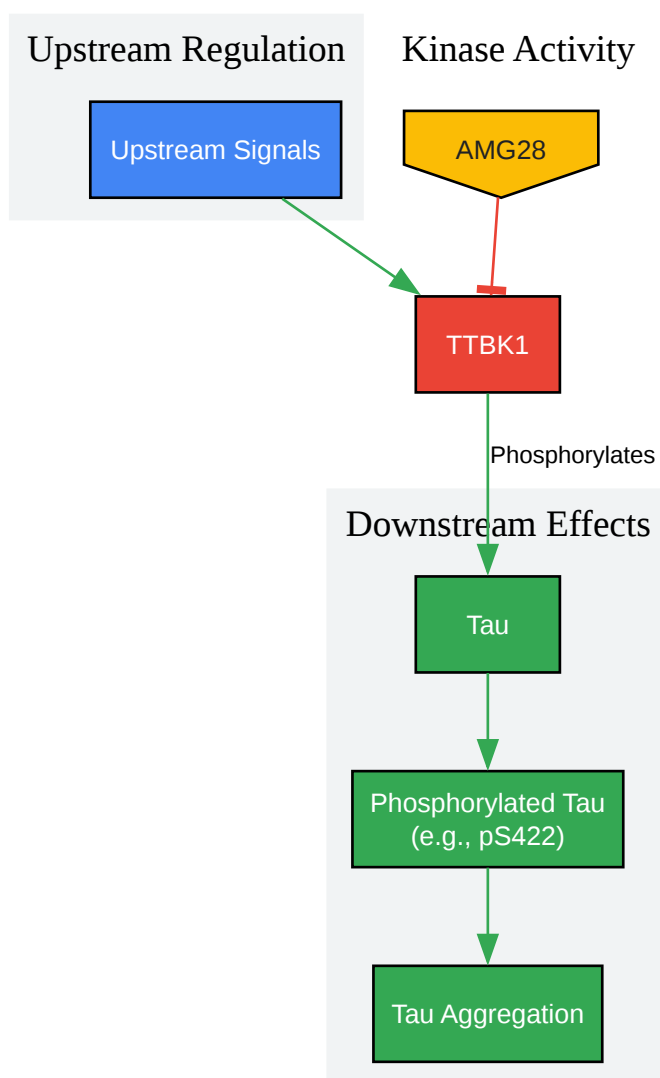 Upstream Regulation
Kinase Activity
Upstream Signals
AMG28
TTBK1
Phosphorylates
Downstream Effects
Tau
Phosphorylated Tau
(e.g., pS422)
Tau Aggregation